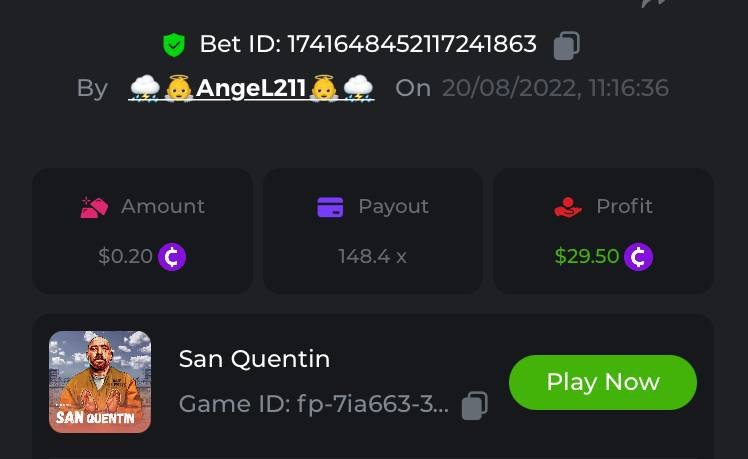 Bet ID: 1741648452117241863
By 🌩️👼AngeL211👼🌩️ On 20/08/2022, 11:16:36
Amount Payout Profit
$0.20 148.4 x $29.50
San Quentin
Game ID: fp-7ia663-3...
Play Now
SAN QUENTIN